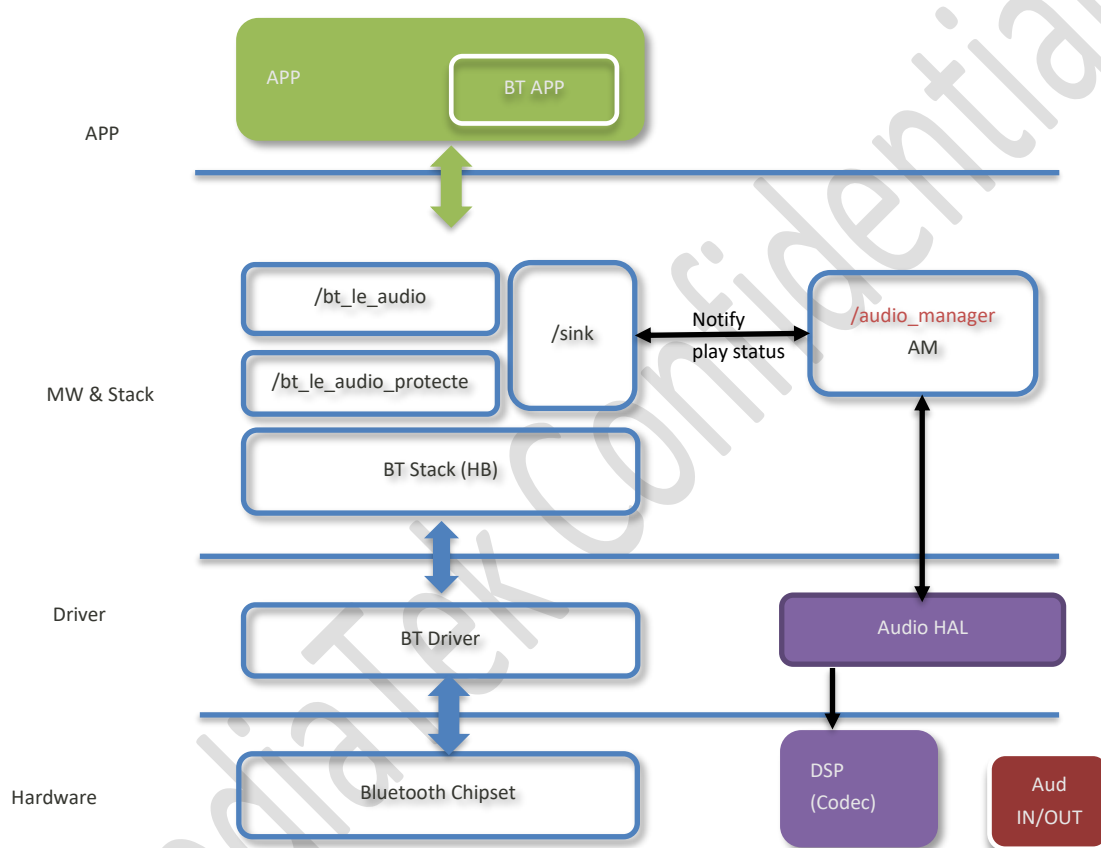 APP
BT APP
APP
/bt_le_audio
/sink
Notify
play status
/audio_manager
AM
/bt_le_audio_protecte
MW & Stack
BT Stack (HB)
Driver
BT Driver
Audio HAL
Hardware
Bluetooth Chipset
DSP
(Codec)
Aud
IN/OUT
MediaTek Confidential